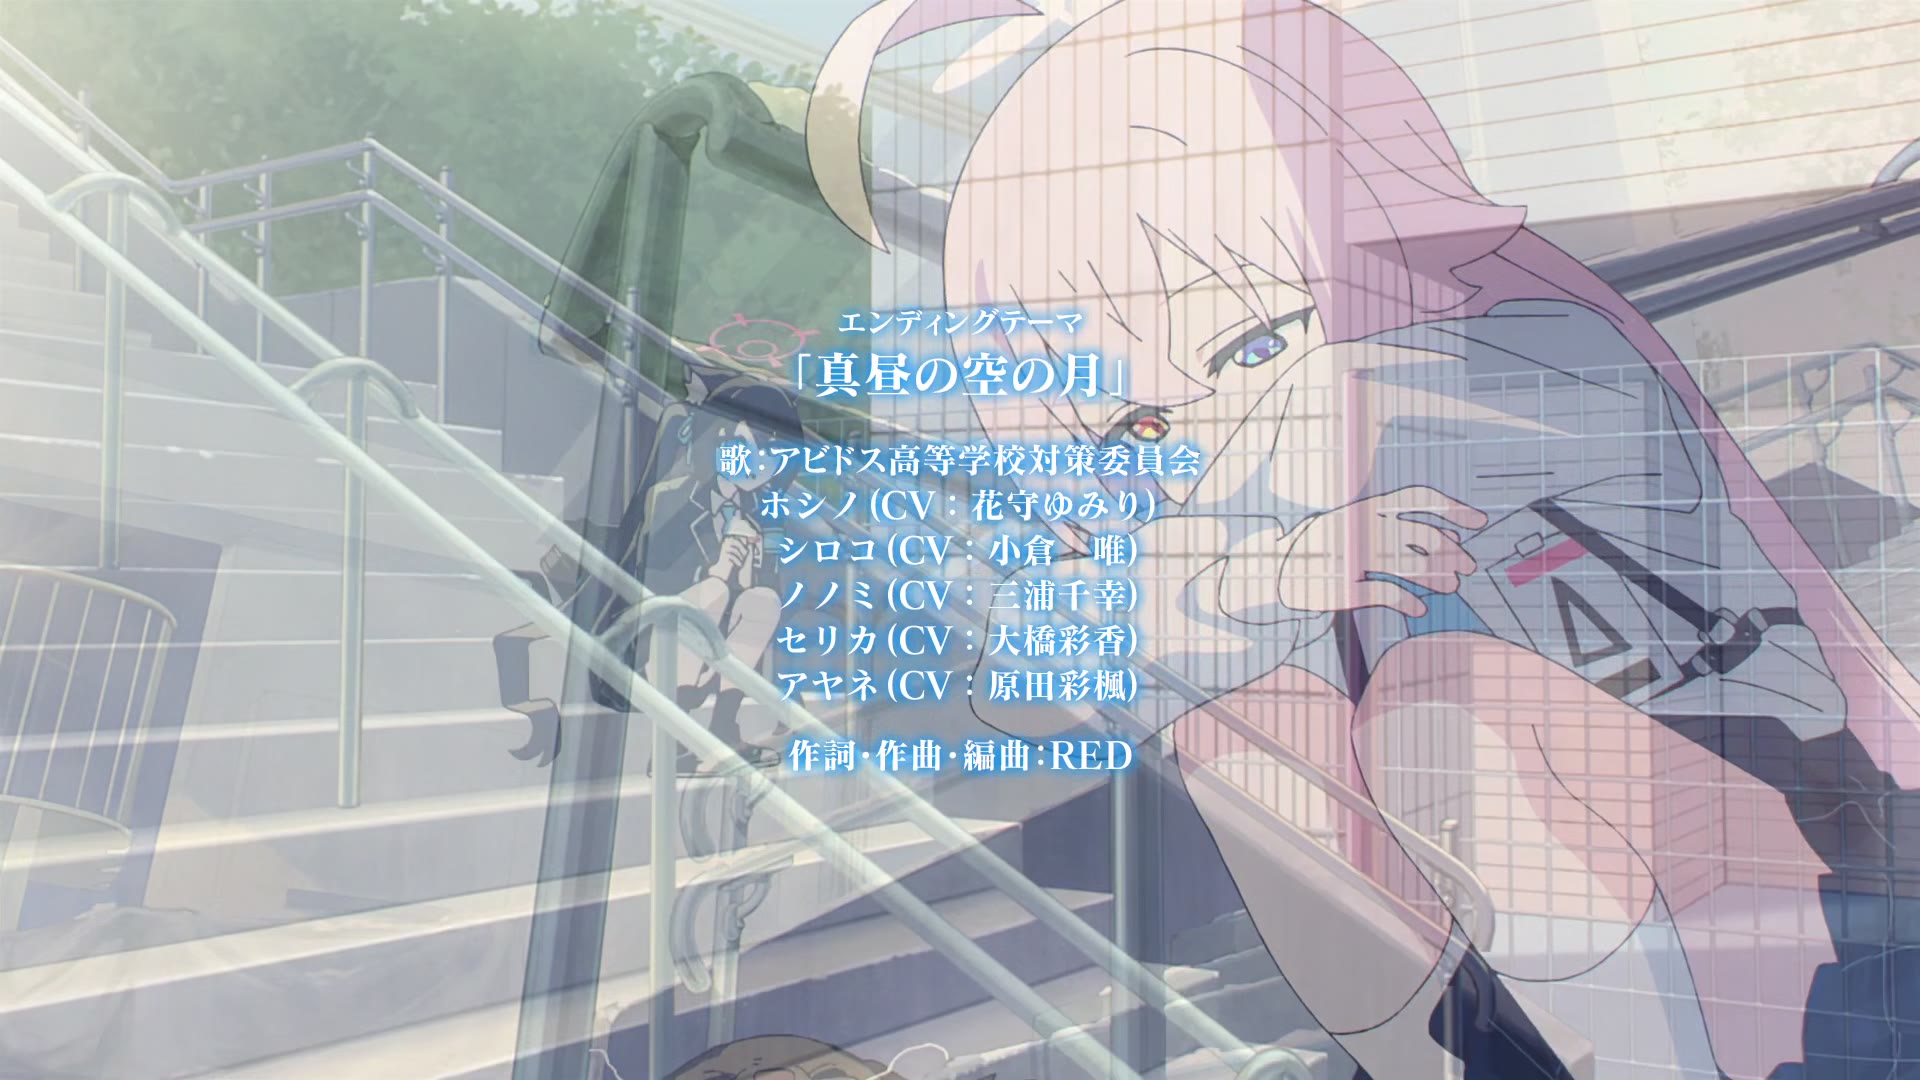 エンディングテーマ
「真昼の空の月」
歌：アビドス高等学校対策委員会
ホシノ(CV：花守ゆみり)
シロコ(CV：小倉　唯)
ノノミ(CV：三浦千幸)
セリカ(CV：大橋彩香)
アヤネ(CV：原田彩楓)
作詞・作曲・編曲：RED